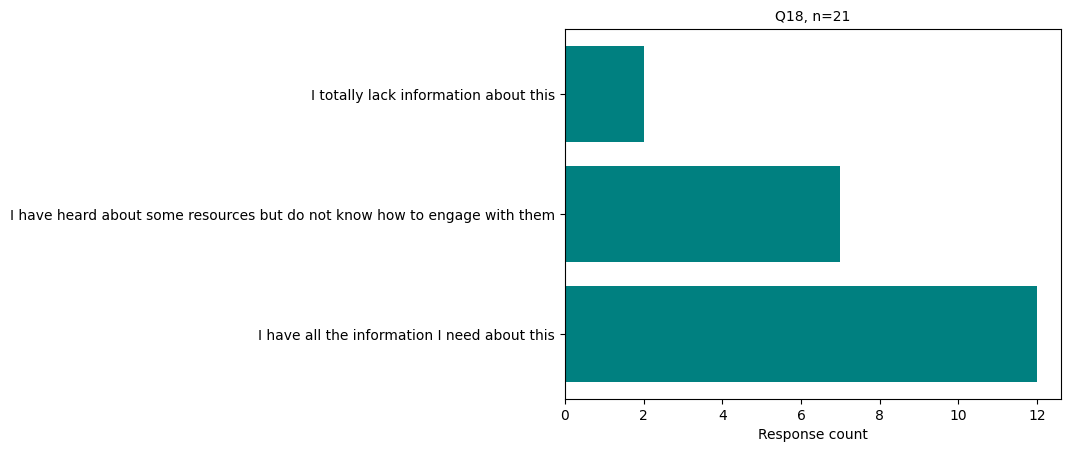 Q18, n=21
I totally lack information about this
I have heard about some resources but do not know how to engage with them
I have all the information I need about this
0 2 4 6 8 10 12
Response count